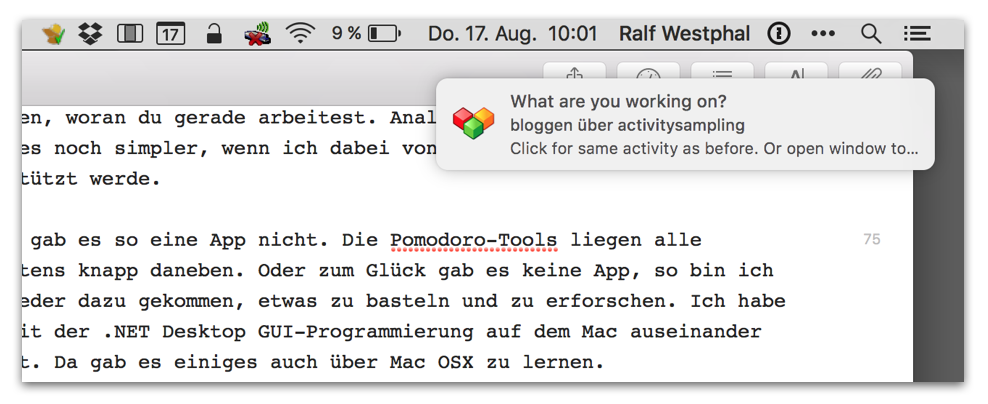 17 9 % Do. 17. Aug. 10:01 Ralf Westphal
What are you working on?
bloggen über activitysampling
Click for same activity as before. Or open window to...
en, woran du gerade arbeitest. Anal
es noch simpler, wenn ich dabei von
tützt werde.
gab es so eine App nicht. Die Pomodoro-Tools liegen alle
75
tens knapp daneben. Oder zum Glück gab es keine App, so bin ich
eder dazu gekommen, etwas zu basteln und zu erforschen. Ich habe
it der .NET Desktop GUI-Programmierung auf dem Mac auseinander
t. Da gab es einiges auch über Mac OSX zu lernen.